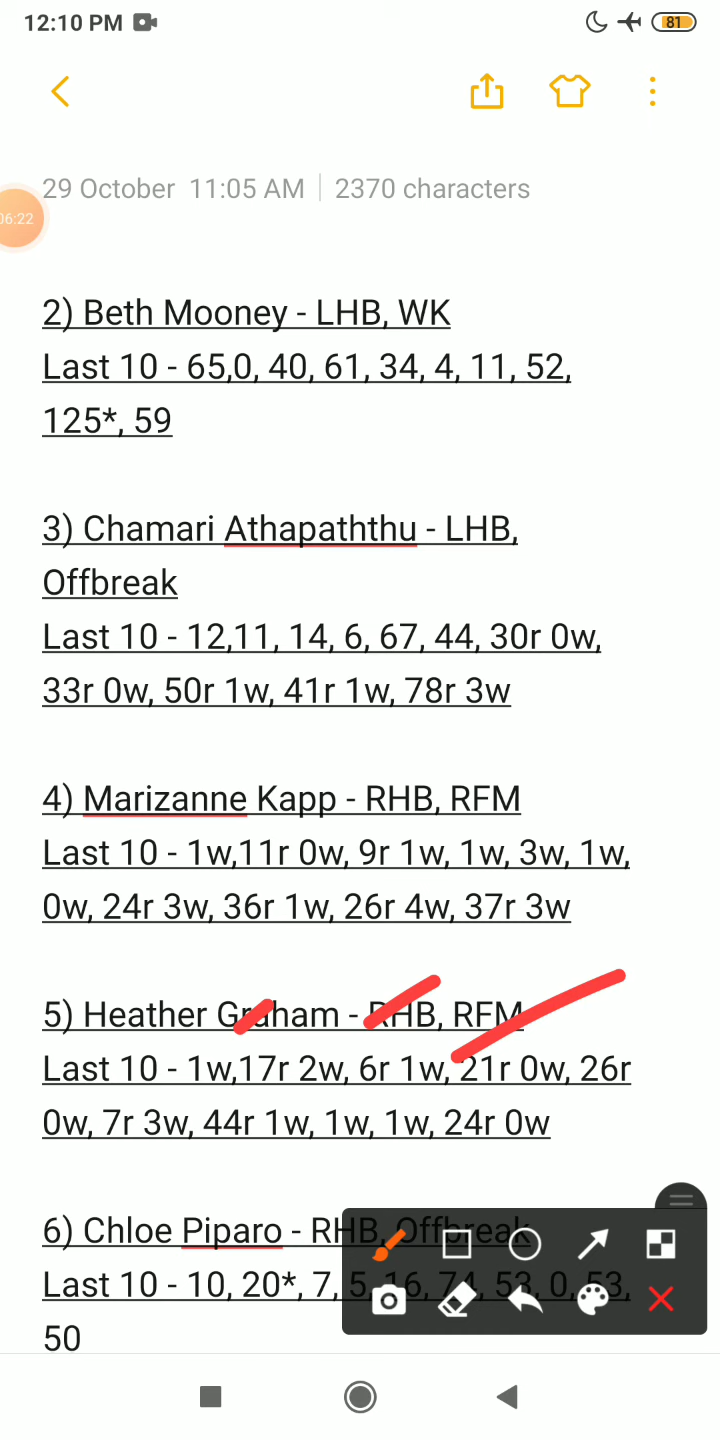 12:10 PM
81
29 October 11:05 AM | 2370 characters
06:22
2) Beth Mooney - LHB, WK
Last 10 - 65,0, 40, 61, 34, 4, 11, 52,
125*, 59
3) Chamari Athapaththu - LHB,
Offbreak
Last 10 - 12,11, 14, 6, 67, 44, 30r 0w,
33r 0w, 50r 1w, 41r 1w, 78r 3w
4) Marizanne Kapp - RHB, RFM
Last 10 - 1w,11r 0w, 9r 1w, 1w, 3w, 1w,
0w, 24r 3w, 36r 1w, 26r 4w, 37r 3w
5) Heather Graham - RHB, RFM
Last 10 - 1w,17r 2w, 6r 1w, 21r 0w, 26r
0w, 7r 3w, 44r 1w, 1w, 1w, 24r 0w
6) Chloe Piparo - RHB, Offbreak
Last 10 - 10, 20*, 7, 5, 16, 74, 53, 0, 53,
50